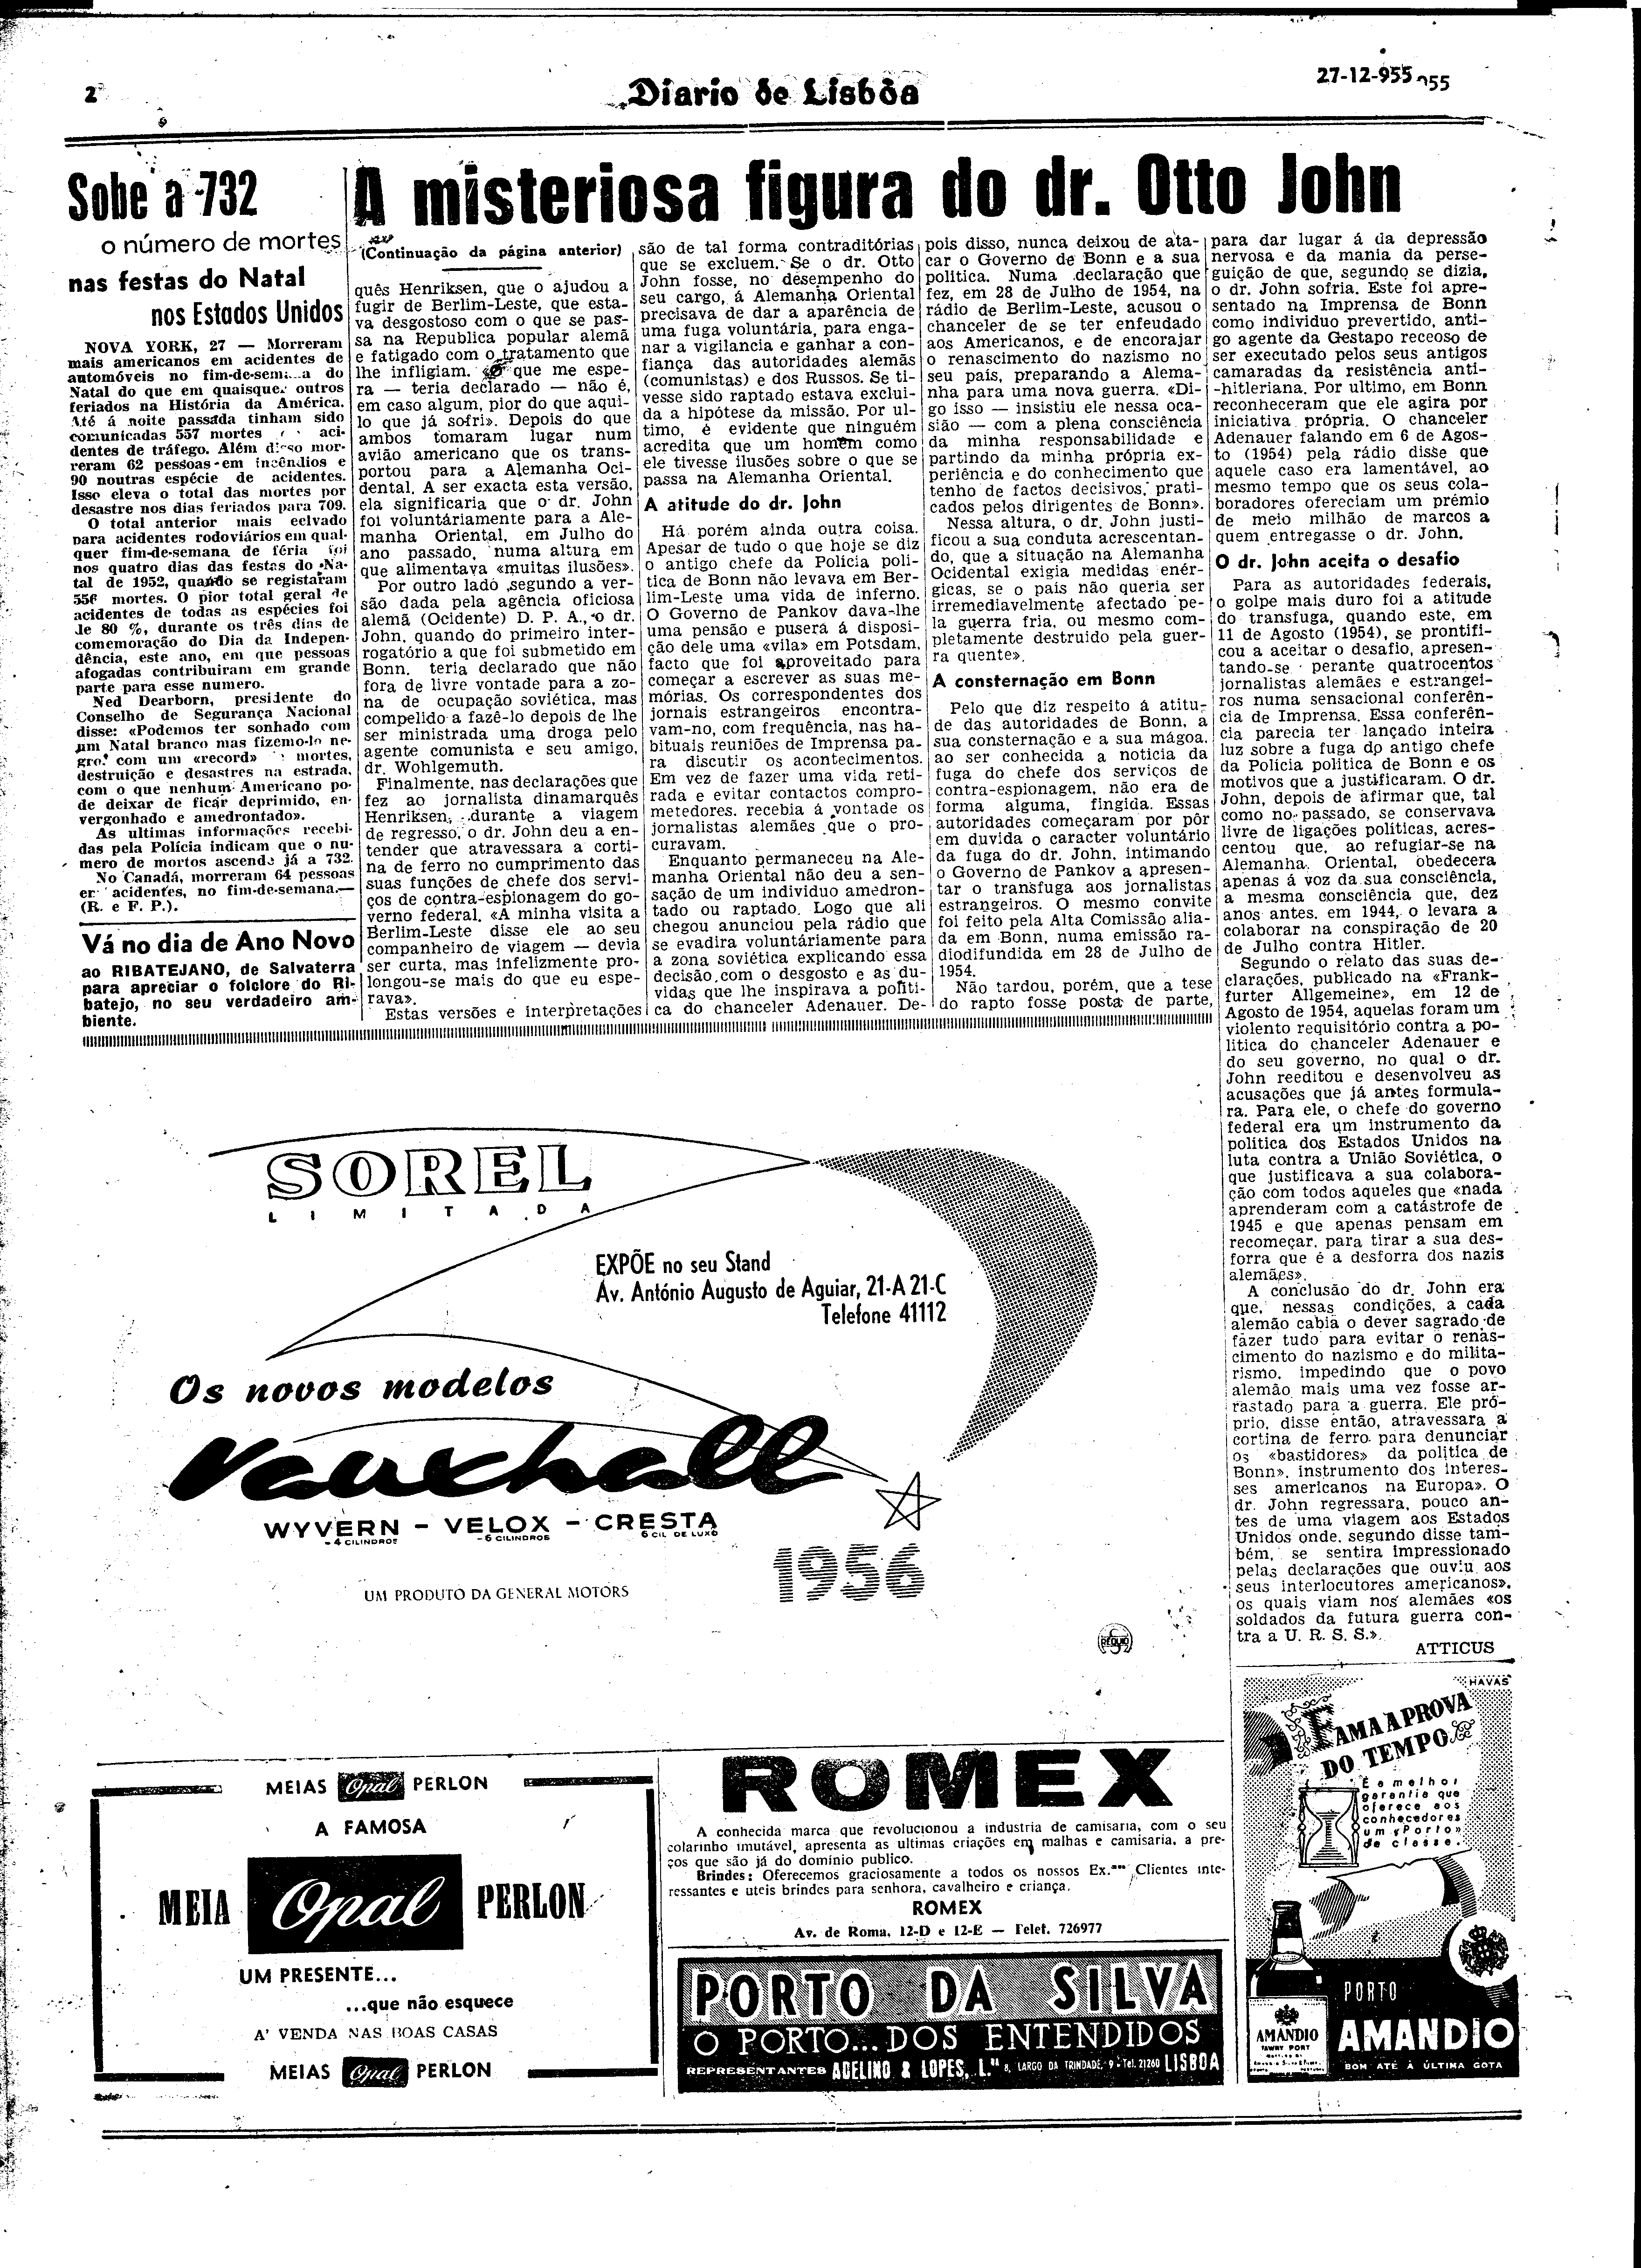 2
Diario de Lisbôa
27-12-955
Sobe a 732
o número de mortes
nas festas do Natal
nos Estados Unidos
NOVA YORK, 27 — Morreram
mais americanos em acidentes de
automóveis no fim-de-semana do
Natal do que em quaisquer outros
feriados na História da América.
Até á noite passada tinham sido
comunicadas 557 mortes aci-
dentes de tráfego. Além disso mor-
reram 62 pessoas em incêndios e
90 noutras espécie de acidentes.
Isso eleva o total das mortes por
desastre nos dias feriados para 709.
O total anterior mais eelvado
para acidentes rodoviários em qual-
quer fim-de-semana de féria foi
nos quatro dias das festas do Na-
tal de 1952, quando se registaram
556 mortes. O pior total geral de
acidentes de todas as espécies foi
de 80 %, durante os três dias de
comemoração do Dia da Indepen-
dência, este ano, em que pessoas
afogadas contribuiram em grande
parte para esse numero.
Ned Dearborn, presidente do
Conselho de Segurança Nacional
disse: «Podemos ter sonhado com
um Natal branco mas fizemo-lo ne-
gro com um «record» mortes,
destruição e desastres na estrada,
com o que nenhum Americano po-
de deixar de ficar deprimido, en-
vergonhado e amedrontado».
As ultimas informações recebi-
das pela Polícia indicam que o nu-
mero de mortos ascende já a 732.
No Canadá, morreram 64 pessoas
em acidentes, no fim-de-semana.—
(R. e F. P.).
Vá no dia de Ano Novo
ao RIBATEJANO, de Salvaterra
para apreciar o folclore do Ri-
batejo, no seu verdadeiro am-
biente.
A misteriosa figura do dr. Otto John
(Continuação da página anterior)
quês Henriksen, que o ajudou a
fugir de Berlim-Leste, que esta-
va desgostoso com o que se pas-
sa na Republica popular alemã
e fatigado com o tratamento que
lhe infligiam. que me espe-
ra — teria declarado — não é,
em caso algum, pior do que aqui-
lo que já sofri». Depois do que
ambos tomaram lugar num
avião americano que os trans-
portou para a Alemanha Oci-
dental. A ser exacta esta versão,
ela significaria que o dr. John
foi voluntáriamente para a Ale-
manha Oriental, em Julho do
ano passado, numa altura em
que alimentava «muitas ilusões».
Por outro lado segundo a ver-
são dada pela agência oficiosa
alemã (Ocidente) D. P. A., o dr.
John, quando do primeiro inter-
rogatório a que foi submetido em
Bonn, teria declarado que não
fora de livre vontade para a zo-
na de ocupação soviética, mas
compelido a fazê-lo depois de lhe
ser ministrada uma droga pelo
agente comunista e seu amigo,
dr. Wohlgemuth.
Finalmente, nas declarações que
fez ao jornalista dinamarquês
Henriksen, durante a viagem
de regresso, o dr. John deu a en-
tender que atravessara a corti-
na de ferro no cumprimento das
suas funções de chefe dos servi-
ços de contra-espionagem do go-
verno federal. «A minha visita a
Berlim-Leste disse ele ao seu
companheiro de viagem — devia
ser curta, mas infelizmente pro-
longou-se mais do que eu espe-
rava».
Estas versões e interpretações
são de tal forma contraditórias
que se excluem. Se o dr. Otto
John fosse, no desempenho do
seu cargo, á Alemanha Oriental
precisava de dar a aparência de
uma fuga voluntária, para enga-
nar a vigilancia e ganhar a con-
fiança das autoridades alemãs
(comunistas) e dos Russos. Se ti-
vesse sido raptado estava exclui-
da a hipótese da missão. Por ul-
timo, é evidente que ninguém
acredita que um homem como
ele tivesse ilusões sobre o que se
passa na Alemanha Oriental.
A atitude do dr. John
Há porém ainda outra coisa.
Apesar de tudo o que hoje se diz
o antigo chefe da Polícia poli-
tica de Bonn não levava em Ber-
lim-Leste uma vida de inferno.
O Governo de Pankov dava-lhe
uma pensão e puserá á disposi-
ção dele uma «vila» em Potsdam,
facto que foi aproveitado para
começar a escrever as suas me-
mórias. Os correspondentes dos
jornais estrangeiros encontra-
vam-no, com frequência, nas ha-
bituais reuniões de Imprensa pa-
ra discutir os acontecimentos.
Em vez de fazer uma vida reti-
rada e evitar contactos compro-
metedores, recebia á vontade os
jornalistas alemães que o pro-
curavam.
Enquanto permaneceu na Ale-
manha Oriental não deu a sen-
sação de um individuo amedron-
tado ou raptado. Logo que ali
chegou anunciou pela rádio que
se evadira voluntáriamente para
a zona soviética explicando essa
decisão com o desgosto e as du-
vidas que lhe inspirava a politi-
ca do chanceler Adenauer. De-
pois disso, nunca deixou de ata-
car o Governo de Bonn e a sua
politica. Numa declaração que
fez, em 28 de Julho de 1954, na
rádio de Berlim-Leste, acusou o
chanceler de se ter enfeudado
aos Americanos, e de encorajar
o renascimento do nazismo no
seu país, preparando a Alema-
nha para uma nova guerra. «Di-
go isso — insistiu ele nessa oca-
sião — com a plena consciência
da minha responsabilidade e
partindo da minha própria ex-
periência e do conhecimento que
tenho de factos decisivos, prati-
cados pelos dirigentes de Bonn».
Nessa altura, o dr. John justi-
ficou a sua conduta acrescentan-
do, que a situação na Alemanha
Ocidental exigia medidas enér-
gicas, se o país não queria ser
irremediavelmente afectado pe-
la guerra fria, ou mesmo com-
pletamente destruido pela guer-
ra quente».
A consternação em Bonn
Pelo que diz respeito á atitu-
de das autoridades de Bonn, a
sua consternação e a sua mágoa,
ao ser conhecida a noticia da
fuga do chefe dos serviços de
contra-espionagem, não era de
forma alguma, fingida. Essas
autoridades começaram por pôr
em duvida o caracter voluntário
da fuga do dr. John, intimando
o Governo de Pankov a apresen-
tar o transfuga aos jornalistas
estrangeiros. O mesmo convite
foi feito pela Alta Comissão alia-
da em Bonn, numa emissão ra-
diodifundida em 28 de Julho de
1954.
Não tardou, porém, que a tese
do rapto fosse posta de parte,
para dar lugar á da depressão
nervosa e da mania da perse-
guição de que, segundo se dizia,
o dr. John sofria. Este foi apre-
sentado na Imprensa de Bonn
como individuo prevertido, anti-
go agente da Gestapo receoso de
ser executado pelos seus antigos
camaradas da resistência anti-
-hitleriana. Por ultimo, em Bonn
reconheceram que ele agira por
iniciativa própria. O chanceler
Adenauer falando em 6 de Agos-
to (1954) pela rádio disse que
aquele caso era lamentável, ao
mesmo tempo que os seus cola-
boradores ofereciam um prémio
de meio milhão de marcos a
quem entregasse o dr. John.
O dr. John aceita o desafio
Para as autoridades federais,
o golpe mais duro foi a atitude
do transfuga, quando este, em
11 de Agosto (1954), se prontifi-
cou a aceitar o desafio, apresen-
tando-se perante quatrocentos
jornalistas alemães e estrangei-
ros numa sensacional conferên-
cia de Imprensa. Essa conferên-
cia parecia ter lançado inteira
luz sobre a fuga do antigo chefe
da Policia politica de Bonn e os
motivos que a justificaram. O dr.
John, depois de afirmar que, tal
como no passado, se conservava
livre de ligações politicas, acres-
centou que, ao refugiar-se na
Alemanha Oriental, obedecera
apenas á voz da sua consciência,
a mesma consciência que, dez
anos antes, em 1944, o levara a
colaborar na conspiração de 20
de Julho contra Hitler.
Segundo o relato das suas de-
clarações, publicado na «Frank-
furter Allgemeine», em 12 de
Agosto de 1954, aquelas foram um
violento requisitório contra a po-
litica do chanceler Adenauer e
do seu governo, no qual o dr.
John reeditou e desenvolveu as
acusações que já antes formula-
ra. Para ele, o chefe do governo
federal era um instrumento da
politica dos Estados Unidos na
luta contra a União Soviética, o
que justificava a sua colabora-
ção com todos aqueles que «nada
aprenderam com a catástrofe de
1945 e que apenas pensam em
recomeçar, para tirar a sua des-
forra que é a desforra dos nazis
alemães».
A conclusão do dr. John era
que, nessas condições, a cada
alemão cabia o dever sagrado de
fazer tudo para evitar o renas-
cimento do nazismo e do milita-
rismo, impedindo que o povo
alemão mais uma vez fosse ar-
rastado para a guerra. Ele pró-
prio, disse então, atravessara a
cortina de ferro para denunciar
os «bastidores» da politica de
Bonn», instrumento dos interes-
ses americanos na Europa». O
dr. John regressara, pouco an-
tes de uma viagem aos Estados
Unidos onde, segundo disse tam-
bém, se sentira impressionado
pelas declarações que ouviu aos
seus interlocutores americanos»,
os quais viam nos alemães «os
soldados da futura guerra con-
tra a U. R. S. S.».
ATTICUS
SOREL
LIMITADA
EXPÕE no seu Stand
Av. António Augusto de Aguiar, 21-A 21-C
Telefone 41112
Os novos modelos
Vauxhall
WYVERN - VELOX - CRESTA
- 4 CILINDROS - 6 CILINDROS 6 CIL DE LUXO
1956
UM PRODUTO DA GENERAL MOTORS
MEIAS Opal PERLON
A FAMOSA
MEIA Opal PERLON
UM PRESENTE...
...que não esquece
A' VENDA NAS BOAS CASAS
MEIAS Opal PERLON
ROMEX
A conhecida marca que revolucionou a industria de camisaria, com o seu
colarinho imutável, apresenta as ultimas criações em malhas e camisaria, a pre-
ços que são já do domínio publico.
Brindes: Oferecemos graciosamente a todos os nossos Ex.mos Clientes inte-
ressantes e uteis brindes para senhora, cavalheiro e criança.
ROMEX
Av. de Roma, 12-D e 12-E — Telef. 726977
PORTO DA SILVA
O PORTO... DOS ENTENDIDOS
REPRESENTANTES ADELINO & LOPES, L.da 8, LARGO DA TRINDADE, 9 - Tel. 21260 LISBOA
HAVAS
FAMA A PROVA
DO TEMPO
É a melhor
garantia que
oferece aos
conhecedores
um «Porto»
de classe.
PORTO
AMANDIO
BOM ATÉ À ÚLTIMA GOTA
AMANDIO
TAWNY PORT